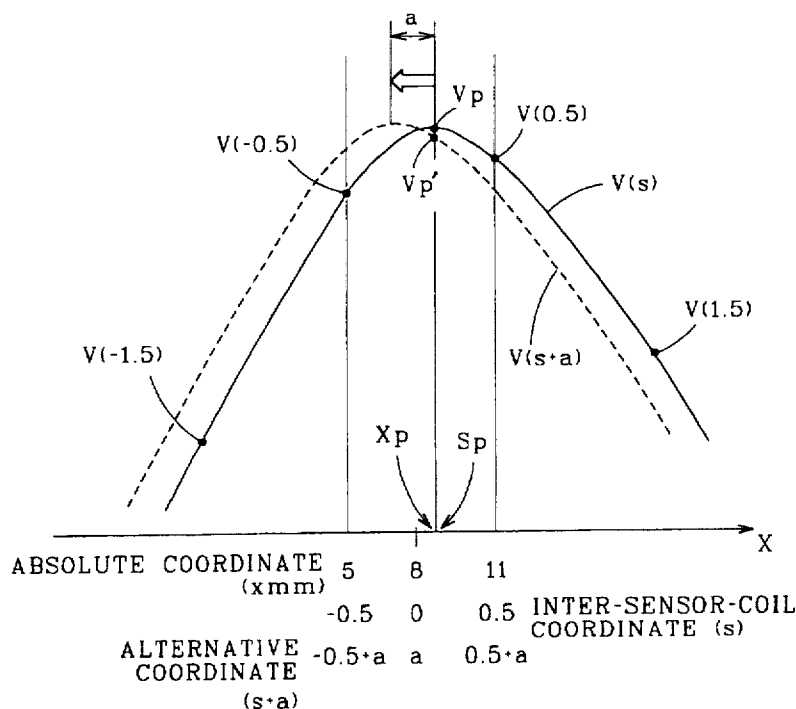 a
Vp
V(0.5)
V(-0.5)
Vp'
V(s)
V(-1.5)
V(s+a)
V(1.5)
Xp
Sp
X
ABSOLUTE COORDINATE 5 8 11
(xmm)
-0.5 0 0.5 INTER-SENSOR-COIL
COORDINATE (s)
ALTERNATIVE -0.5+a a 0.5+a
COORDINATE
(s+a)